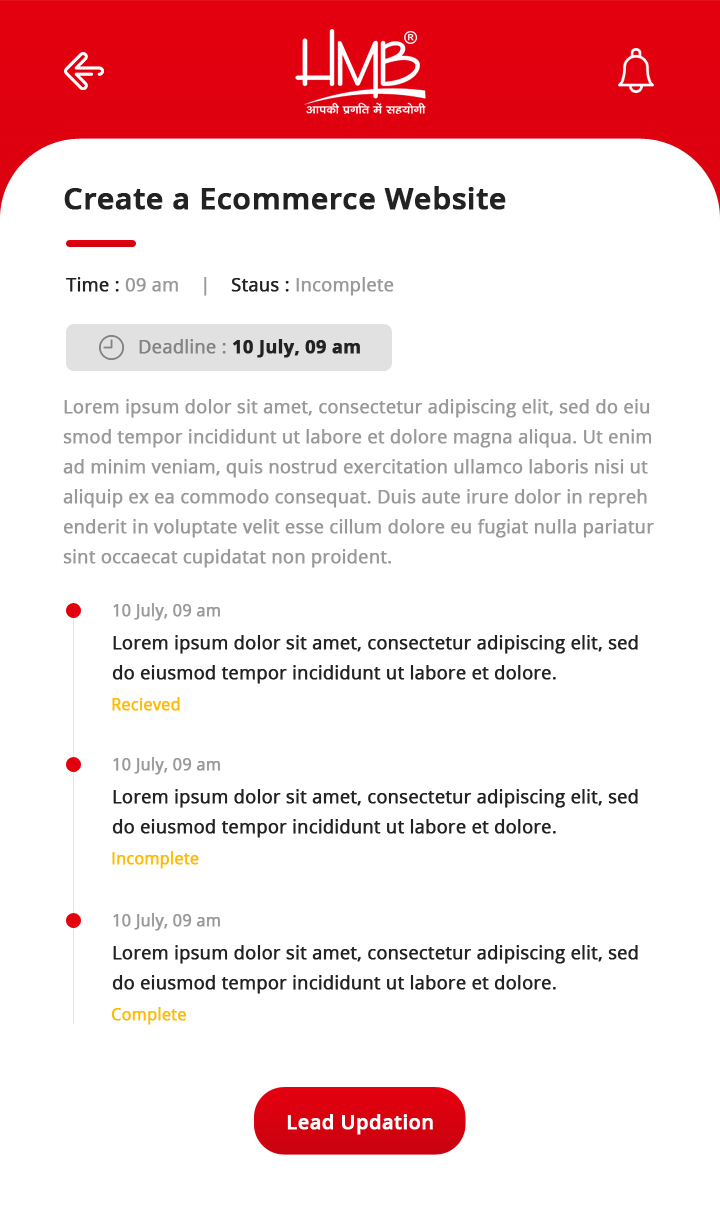 HMB®
आपकी प्रगति में सहयोगी
Create a Ecommerce Website
Time : 09 am | Staus : Incomplete
Deadline : 10 July, 09 am
Lorem ipsum dolor sit amet, consectetur adipiscing elit, sed do eiu
smod tempor incididunt ut labore et dolore magna aliqua. Ut enim
ad minim veniam, quis nostrud exercitation ullamco laboris nisi ut
aliquip ex ea commodo consequat. Duis aute irure dolor in repreh
enderit in voluptate velit esse cillum dolore eu fugiat nulla pariatur
sint occaecat cupidatat non proident.
10 July, 09 am
Lorem ipsum dolor sit amet, consectetur adipiscing elit, sed
do eiusmod tempor incididunt ut labore et dolore.
Recieved
10 July, 09 am
Lorem ipsum dolor sit amet, consectetur adipiscing elit, sed
do eiusmod tempor incididunt ut labore et dolore.
Incomplete
10 July, 09 am
Lorem ipsum dolor sit amet, consectetur adipiscing elit, sed
do eiusmod tempor incididunt ut labore et dolore.
Complete
Lead Updation